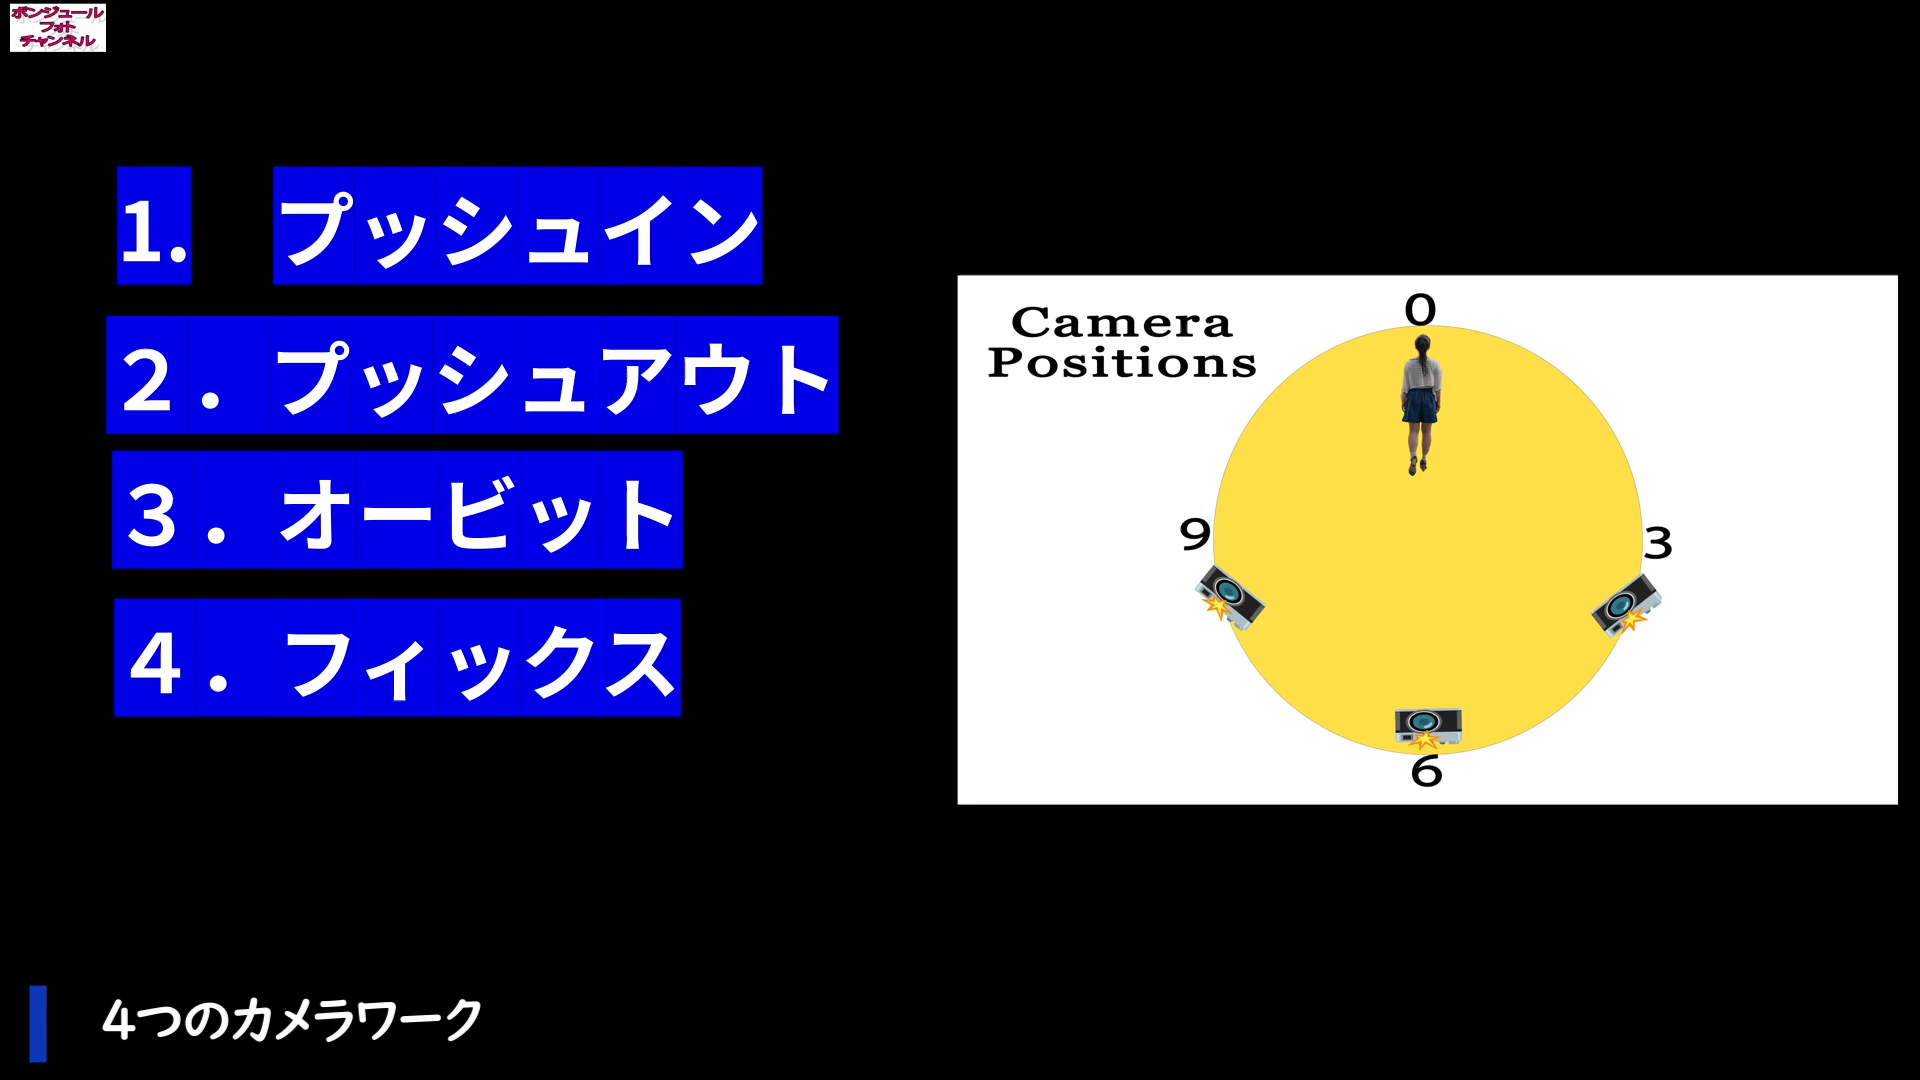 ボンジュール
フォト
チャンネル
1. プッシュイン
２．プッシュアウト
３．オービット
４．フィックス
Camera
Positions
0
9
3
6
４つのカメラワーク